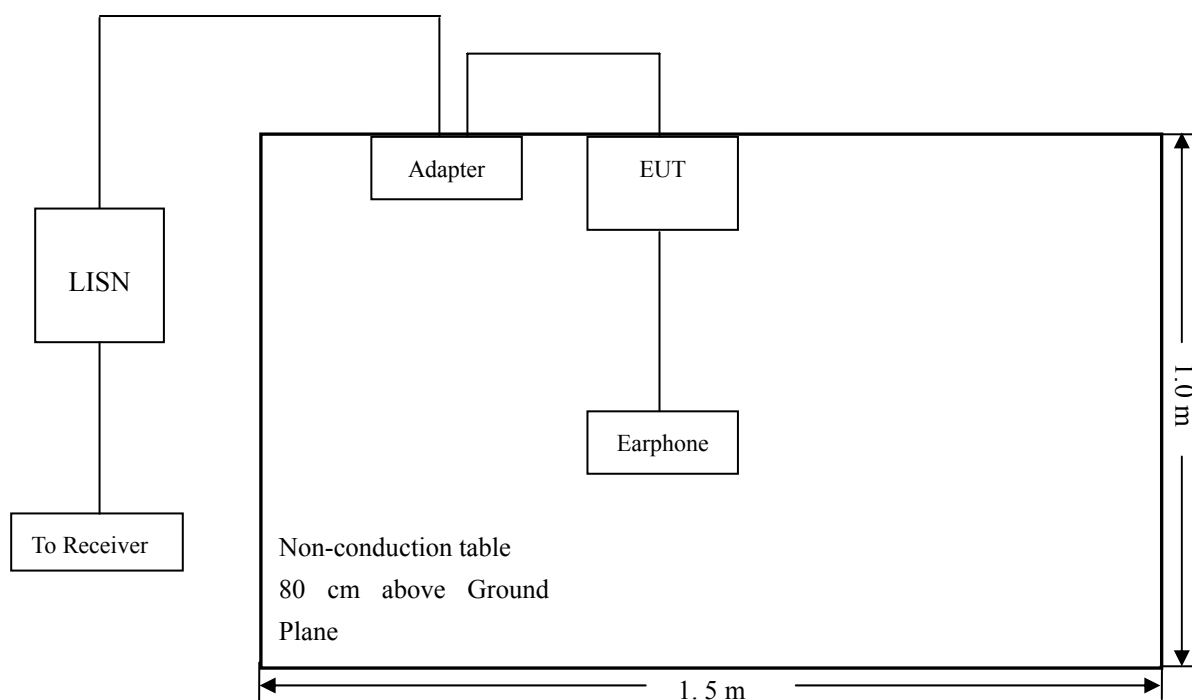 Adapter
EUT
LISN
Earphone
To Receiver
Non-conduction table
80 cm above Ground
Plane
1.0 m
1. 5 m